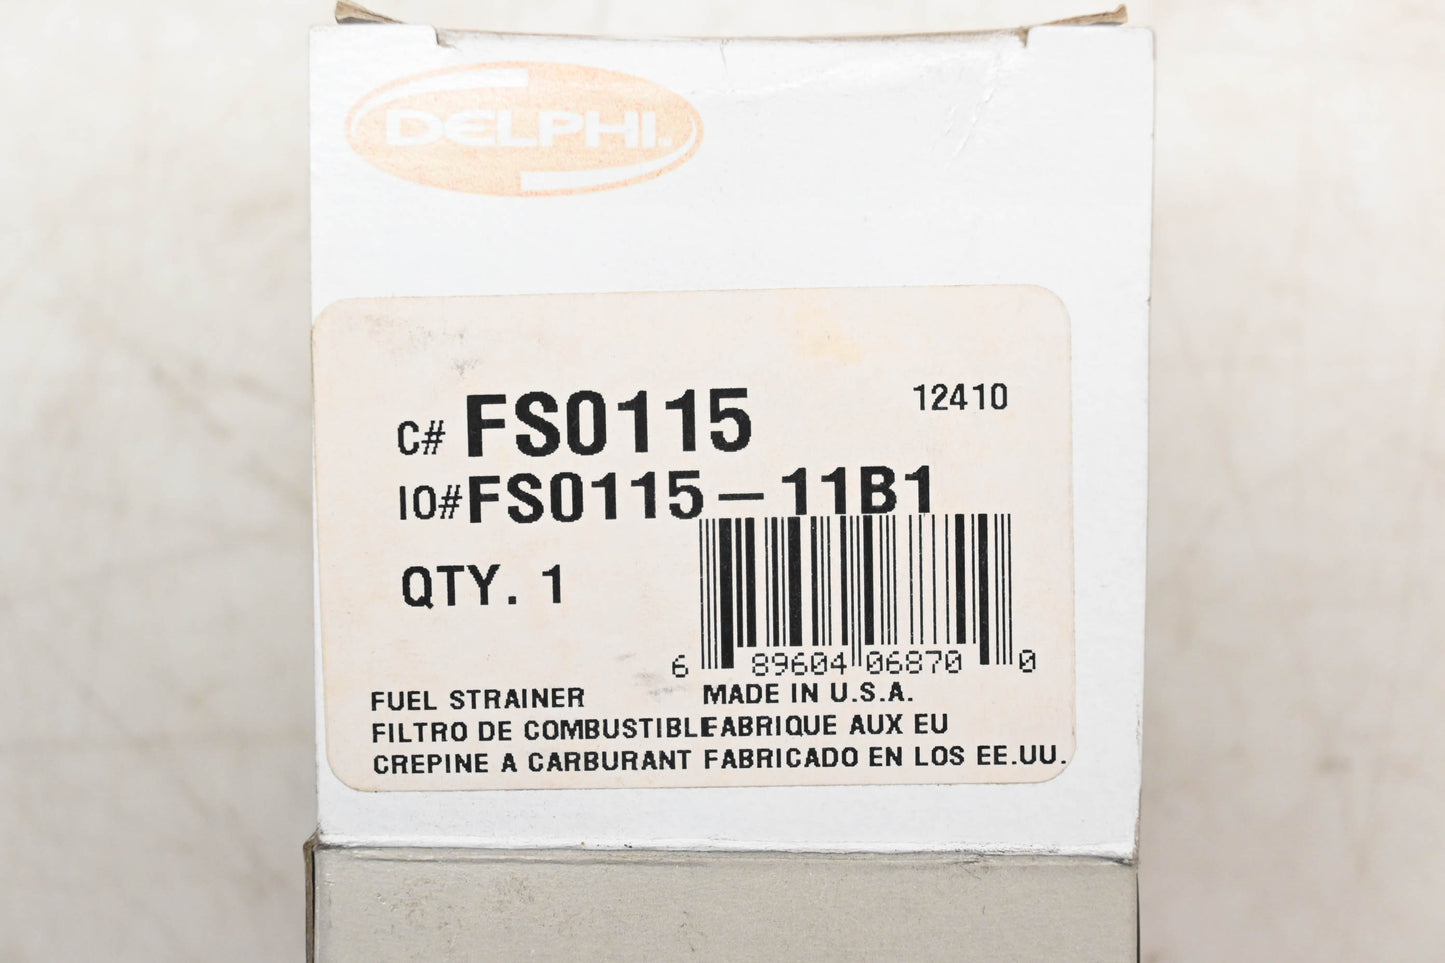 DELPHI
C# FS0115
12410
IO# FS0115-11B1
QTY. 1
6 89604 06870 0
FUEL STRAINER
MADE IN U.S.A.
FILTRO DE COMBUSTIBLE
FABRIQUE AUX EU
CREPINE A CARBURANT
FABRICADO EN LOS EE.UU.